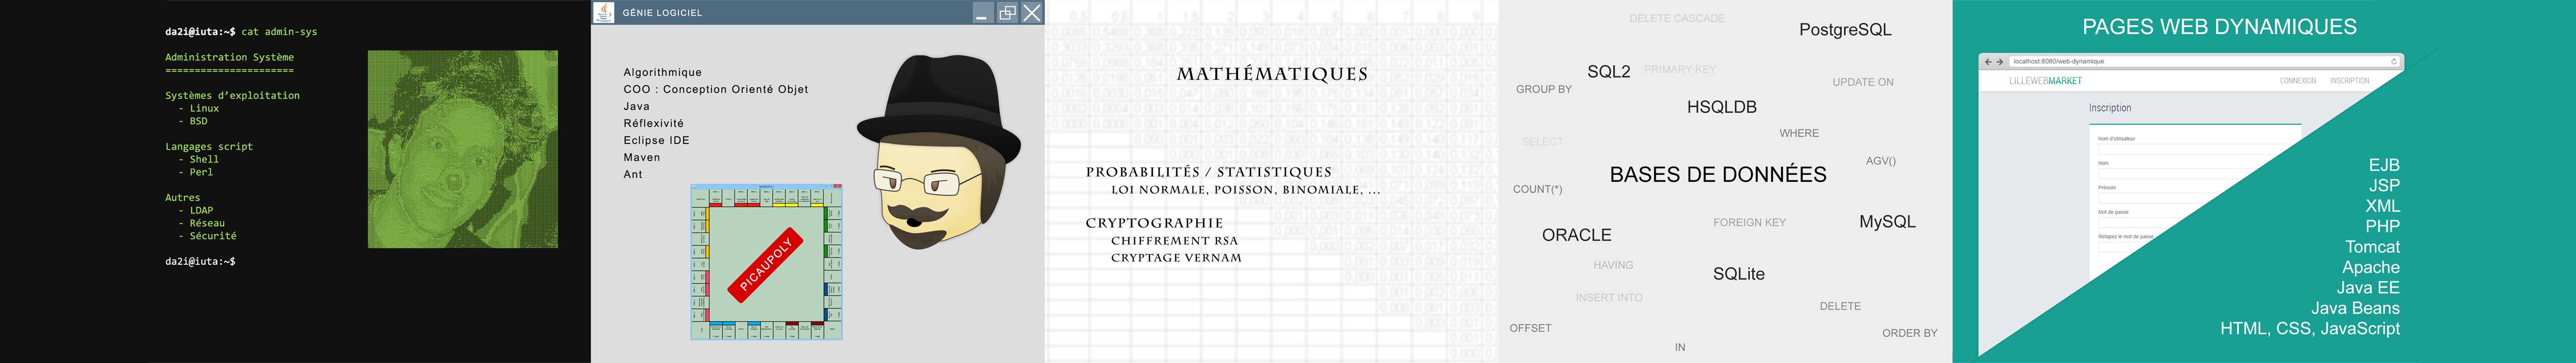 da2i@iuta:~$ cat admin-sys
Administration Système
======================
Systèmes d'exploitation
- Linux
- BSD
Langages script
- Shell
- Perl
Autres
- LDAP
- Réseau
- Sécurité
da2i@iuta:~$
GÉNIE LOGICIEL
Algorithmique
COO : Conception Orienté Objet
Java
Réflexivité
Eclipse IDE
Maven
Ant
PICAUPOLY
MATHÉMATIQUES
PROBABILITÉS / STATISTIQUES
LOI NORMALE, POISSON, BINOMIALE, ...
CRYPTOGRAPHIE
CHIFFREMENT RSA
CRYPTAGE VERNAM
DELETE CASCADE
PostgreSQL
SQL2
PRIMARY KEY
UPDATE ON
GROUP BY
HSQLDB
WHERE
SELECT
AGV()
BASES DE DONNÉES
COUNT(*)
FOREIGN KEY
MySQL
ORACLE
HAVING
SQLite
INSERT INTO
DELETE
OFFSET
ORDER BY
IN
PAGES WEB DYNAMIQUES
localhost:8080/web-dynamique
LILLEWEBMARKET
CONNEXION INSCRIPTION
Inscription
Nom d'utilisateur
Nom
Prénom
Mot de passe
Retapez le mot de passe
EJB
JSP
XML
PHP
Tomcat
Apache
Java EE
Java Beans
HTML, CSS, JavaScript